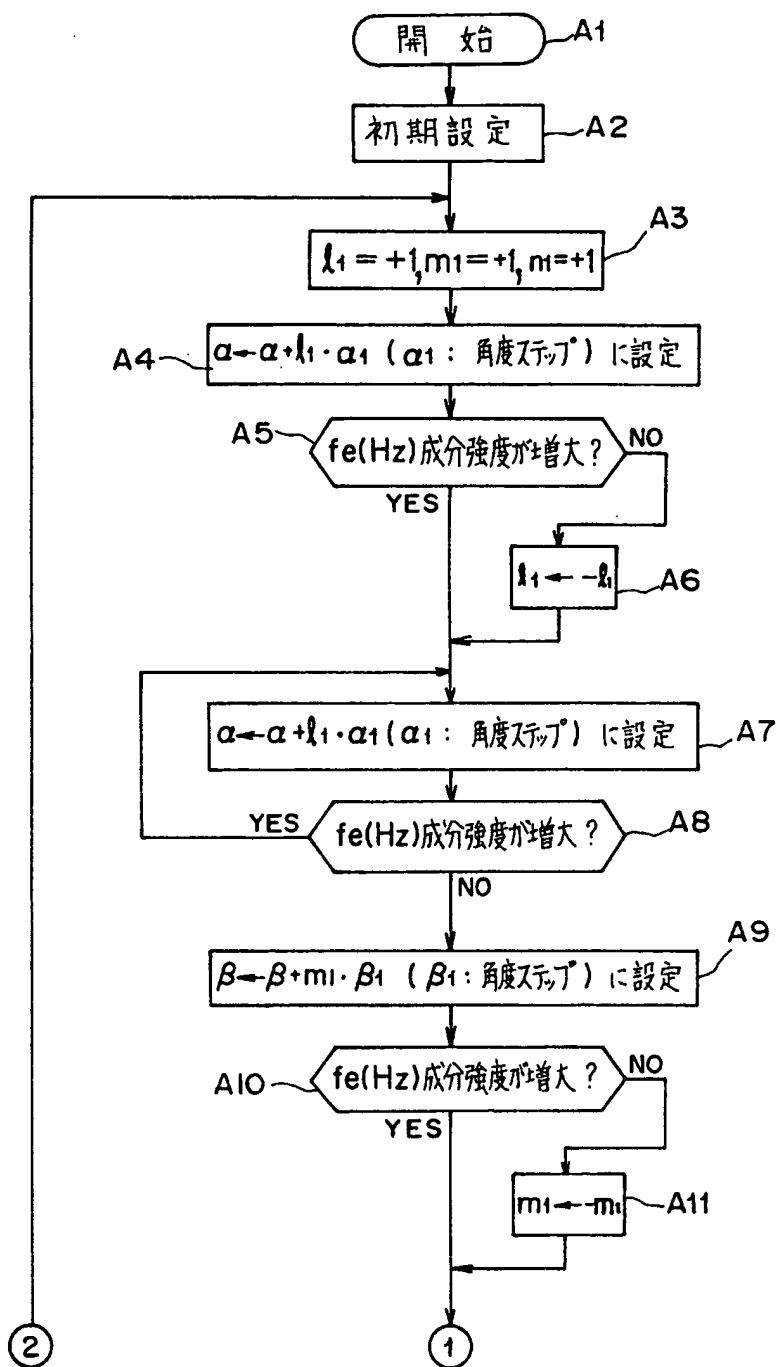 開始 A1
初期設定 A2
A3
l1=+1,m1=+1,n1=+1
A4 α←α+l1・α1 (α1: 角度ステップ) に設定
A5 fe(Hz)成分強度が増大? NO
YES
l1←-l1 A6
α←α+l1・α1(α1: 角度ステップ) に設定 A7
YES fe(Hz)成分強度が増大? A8
NO
A9
β←β+m1・β1 (β1:角度ステップ) に設定
A10 fe(Hz)成分強度が増大? NO
YES
m1←-m1 A11
2 1